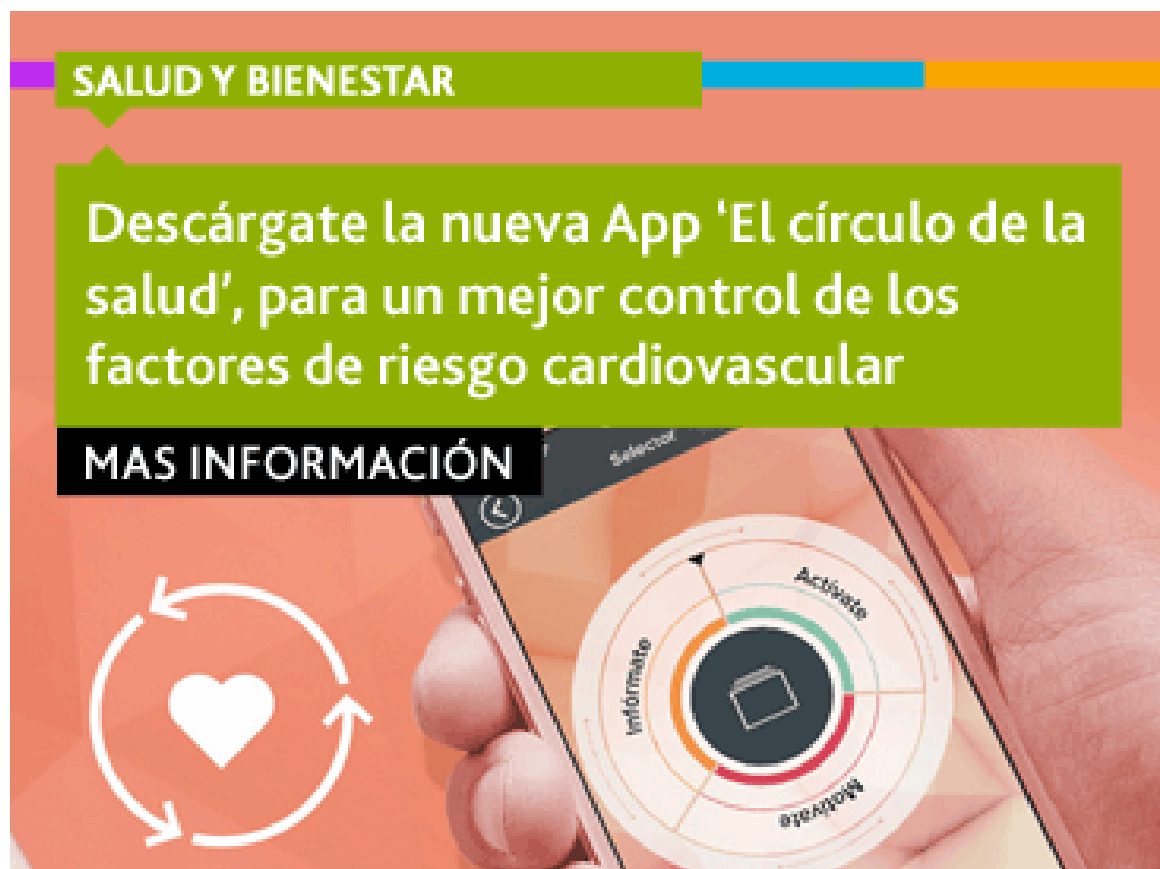 SALUD Y BIENESTAR
Descárgate la nueva App ‘El círculo de la
salud’, para un mejor control de los
factores de riesgo cardiovascular
MAS INFORMACIÓN
Selector
Actívate
Infórmate
Motívate